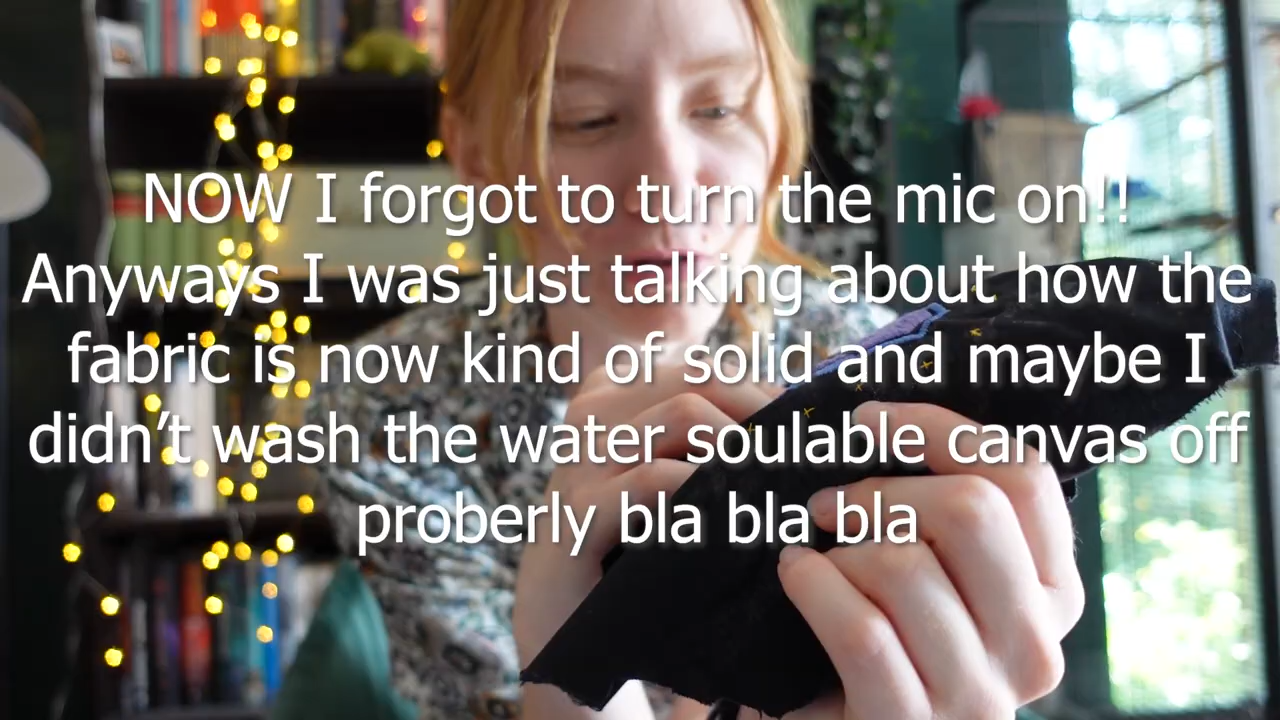 NOW I forgot to turn the mic on!!
Anyways I was just talking about how the
fabric is now kind of solid and maybe I
didn't wash the water soulable canvas off
proberly bla bla bla